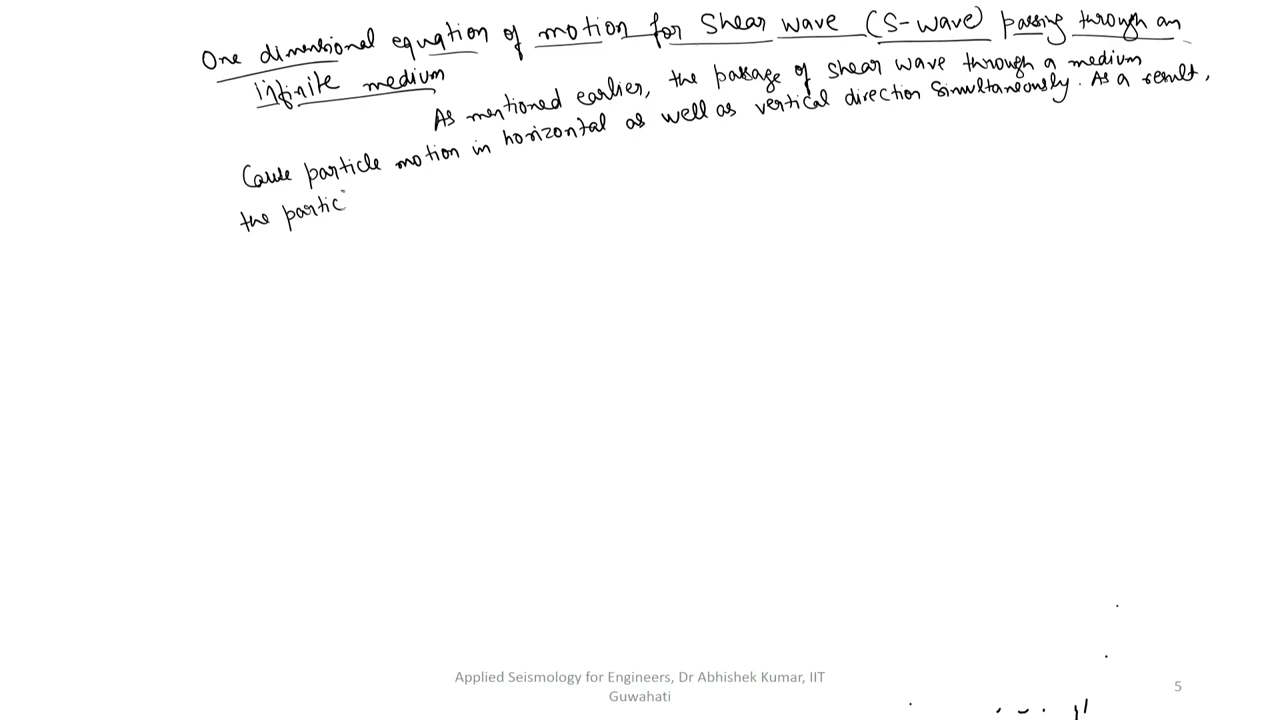 One dimensional equation of motion for Shear wave (S-wave) passing through an
infinite medium
As mentioned earlier, the passage of shear wave through a medium
Cause particle motion in horizontal as well as vertical direction simultaneously. As a result,
the partic
Applied Seismology for Engineers, Dr Abhishek Kumar, IIT
Guwahati
5